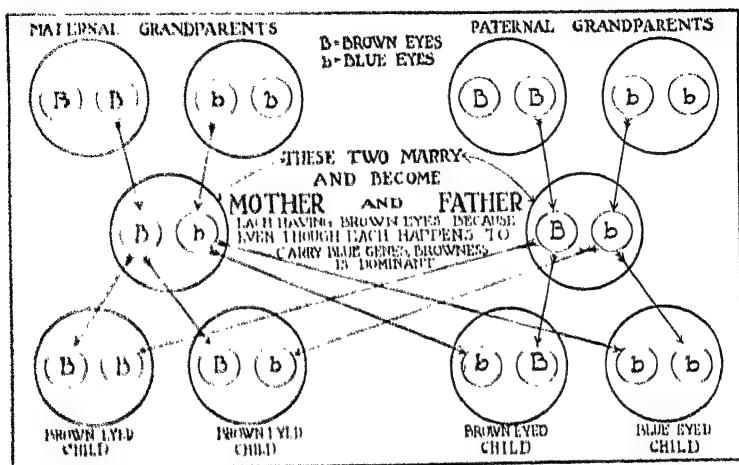 MATERNAL GRANDPARENTS
B=BROWN EYES
b=BLUE EYES
PATERNAL GRANDPARENTS
B B
b b
B B
b b
THESE TWO MARRY
AND BECOME
MOTHER AND FATHER
EACH HAVING BROWN EYES BECAUSE
EVEN THOUGH EACH HAPPENS TO
CARRY BLUE GENES, BROWNESS
IS DOMINANT
B b
B b
B B
B b
b B
b b
BROWN EYED
CHILD
BROWN EYED
CHILD
BROWN EYED
CHILD
BLUE EYED
CHILD